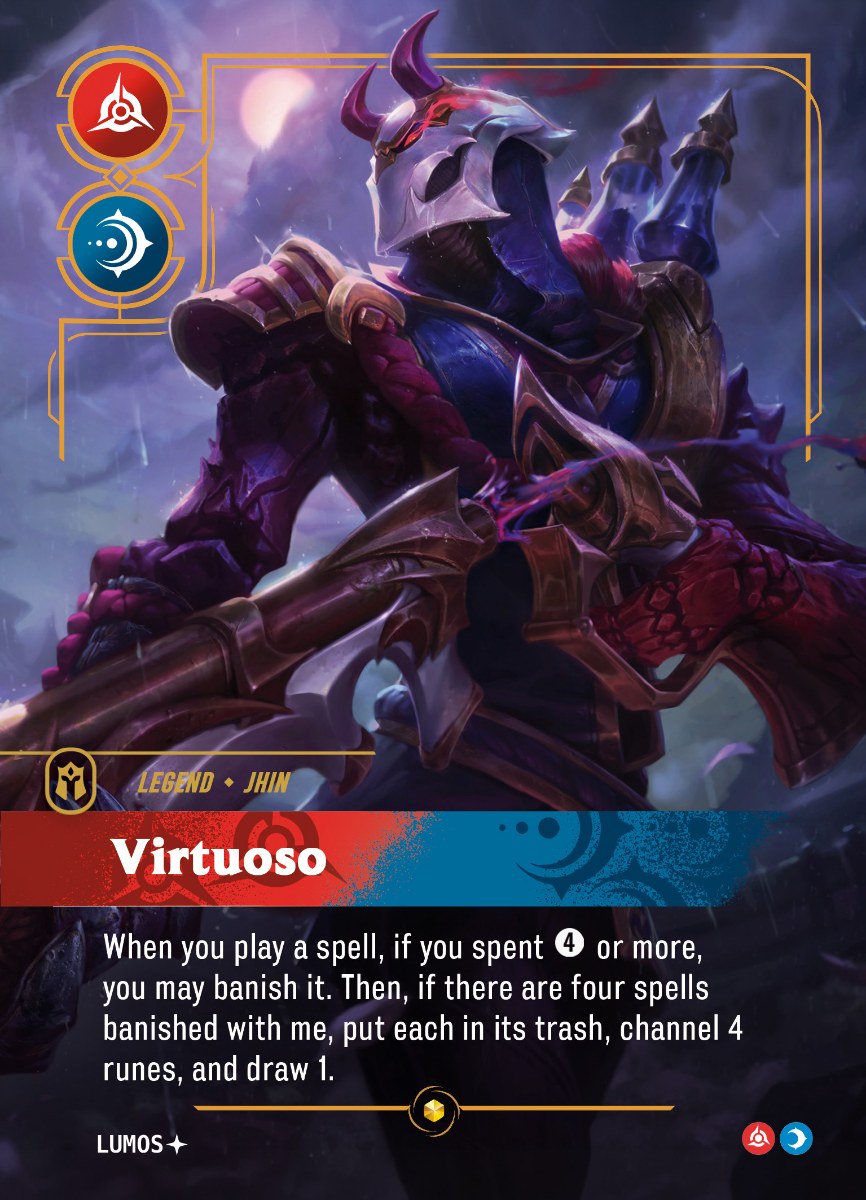 LEGEND • JHIN
Virtuoso
When you play a spell, if you spent 4 or more,
you may banish it. Then, if there are four spells
banished with me, put each in its trash, channel 4
runes, and draw 1.
LUMOS